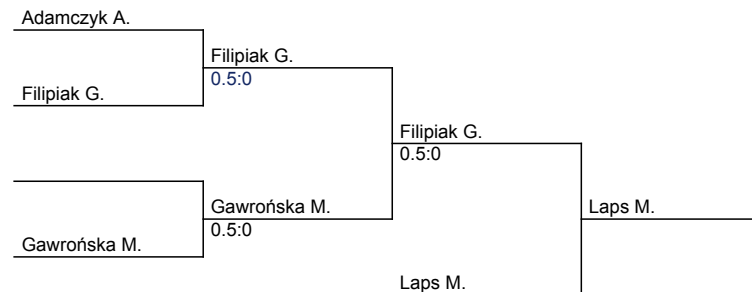 Adamczyk A.
Filipiak G.
0.5:0
Filipiak G.
Filipiak G.
0.5:0
Gawrońska M.
Laps M.
0.5:0
Gawrońska M.
Laps M.